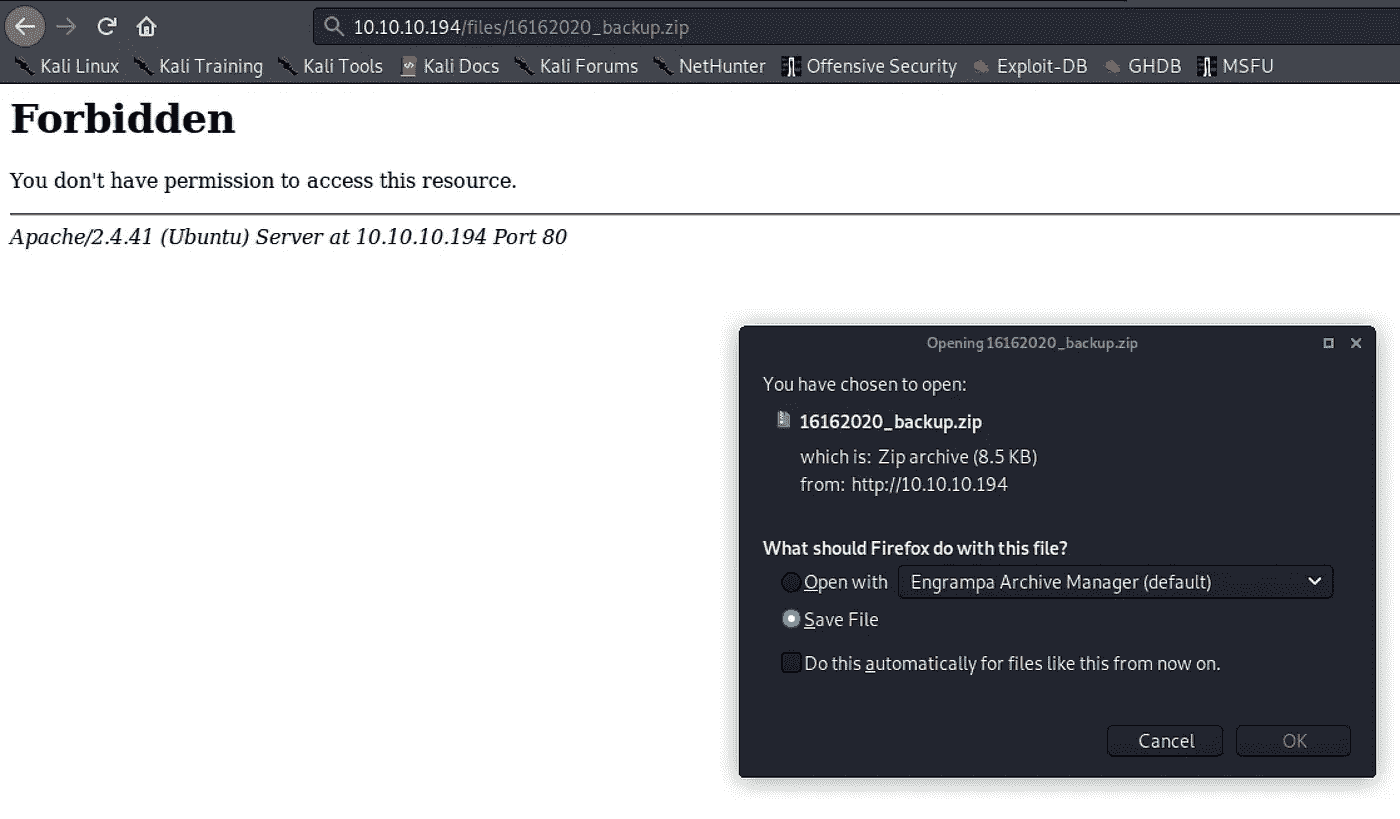 10.10.10.194/files/16162020_backup.zip
Kali Linux Kali Training Kali Tools Kali Docs Kali Forums NetHunter Offensive Security Exploit-DB GHDB MSFU
Forbidden
You don't have permission to access this resource.
Apache/2.4.41 (Ubuntu) Server at 10.10.10.194 Port 80
Opening 16162020_backup.zip
You have chosen to open:
16162020_backup.zip
which is: Zip archive (8.5 KB)
from: http://10.10.10.194
What should Firefox do with this file?
Open with Engrampa Archive Manager (default)
Save File
Do this automatically for files like this from now on.
Cancel OK